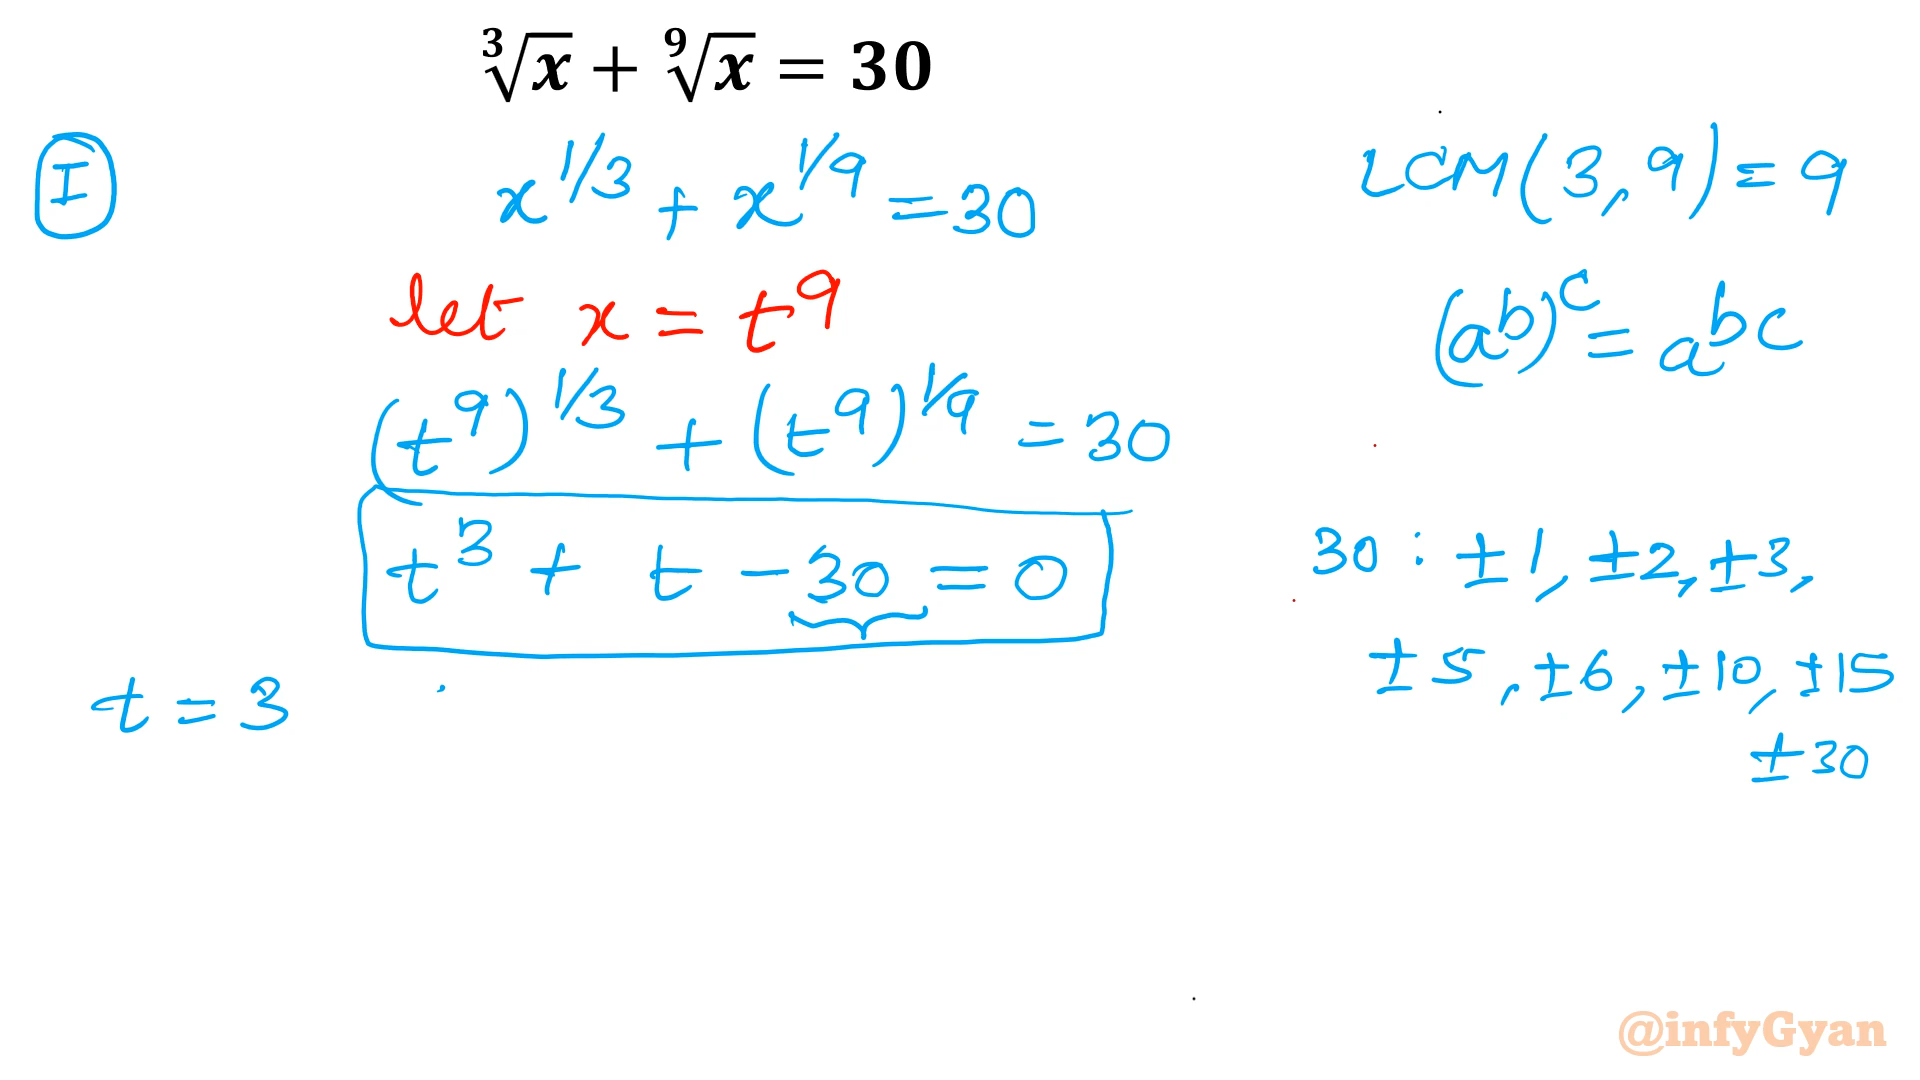 ∛x + ⁹√x = 30
I
x^1/3 + x^1/9 = 30
let x = t^9
(t^9)^1/3 + (t^9)^1/9 = 30
t^3 + t - 30 = 0
t = 3
LCM(3, 9) = 9
(a^b)^c = a^bc
30 : ±1, ±2, ±3,
±5, ±6, ±10, ±15
±30
@infyGyan